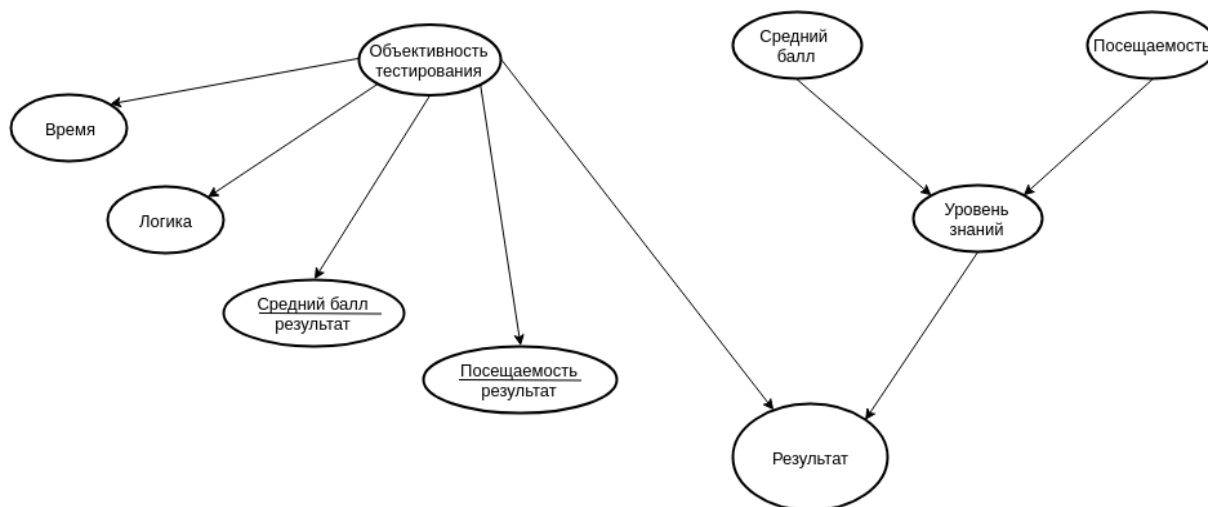 Объективность
тестирования
Средний
балл
Посещаемость
Время
Логика
Уровень
знаний
Средний балл
результат
Посещаемость
результат
Результат